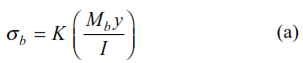 σ_b = K (M_b y / I) (a)